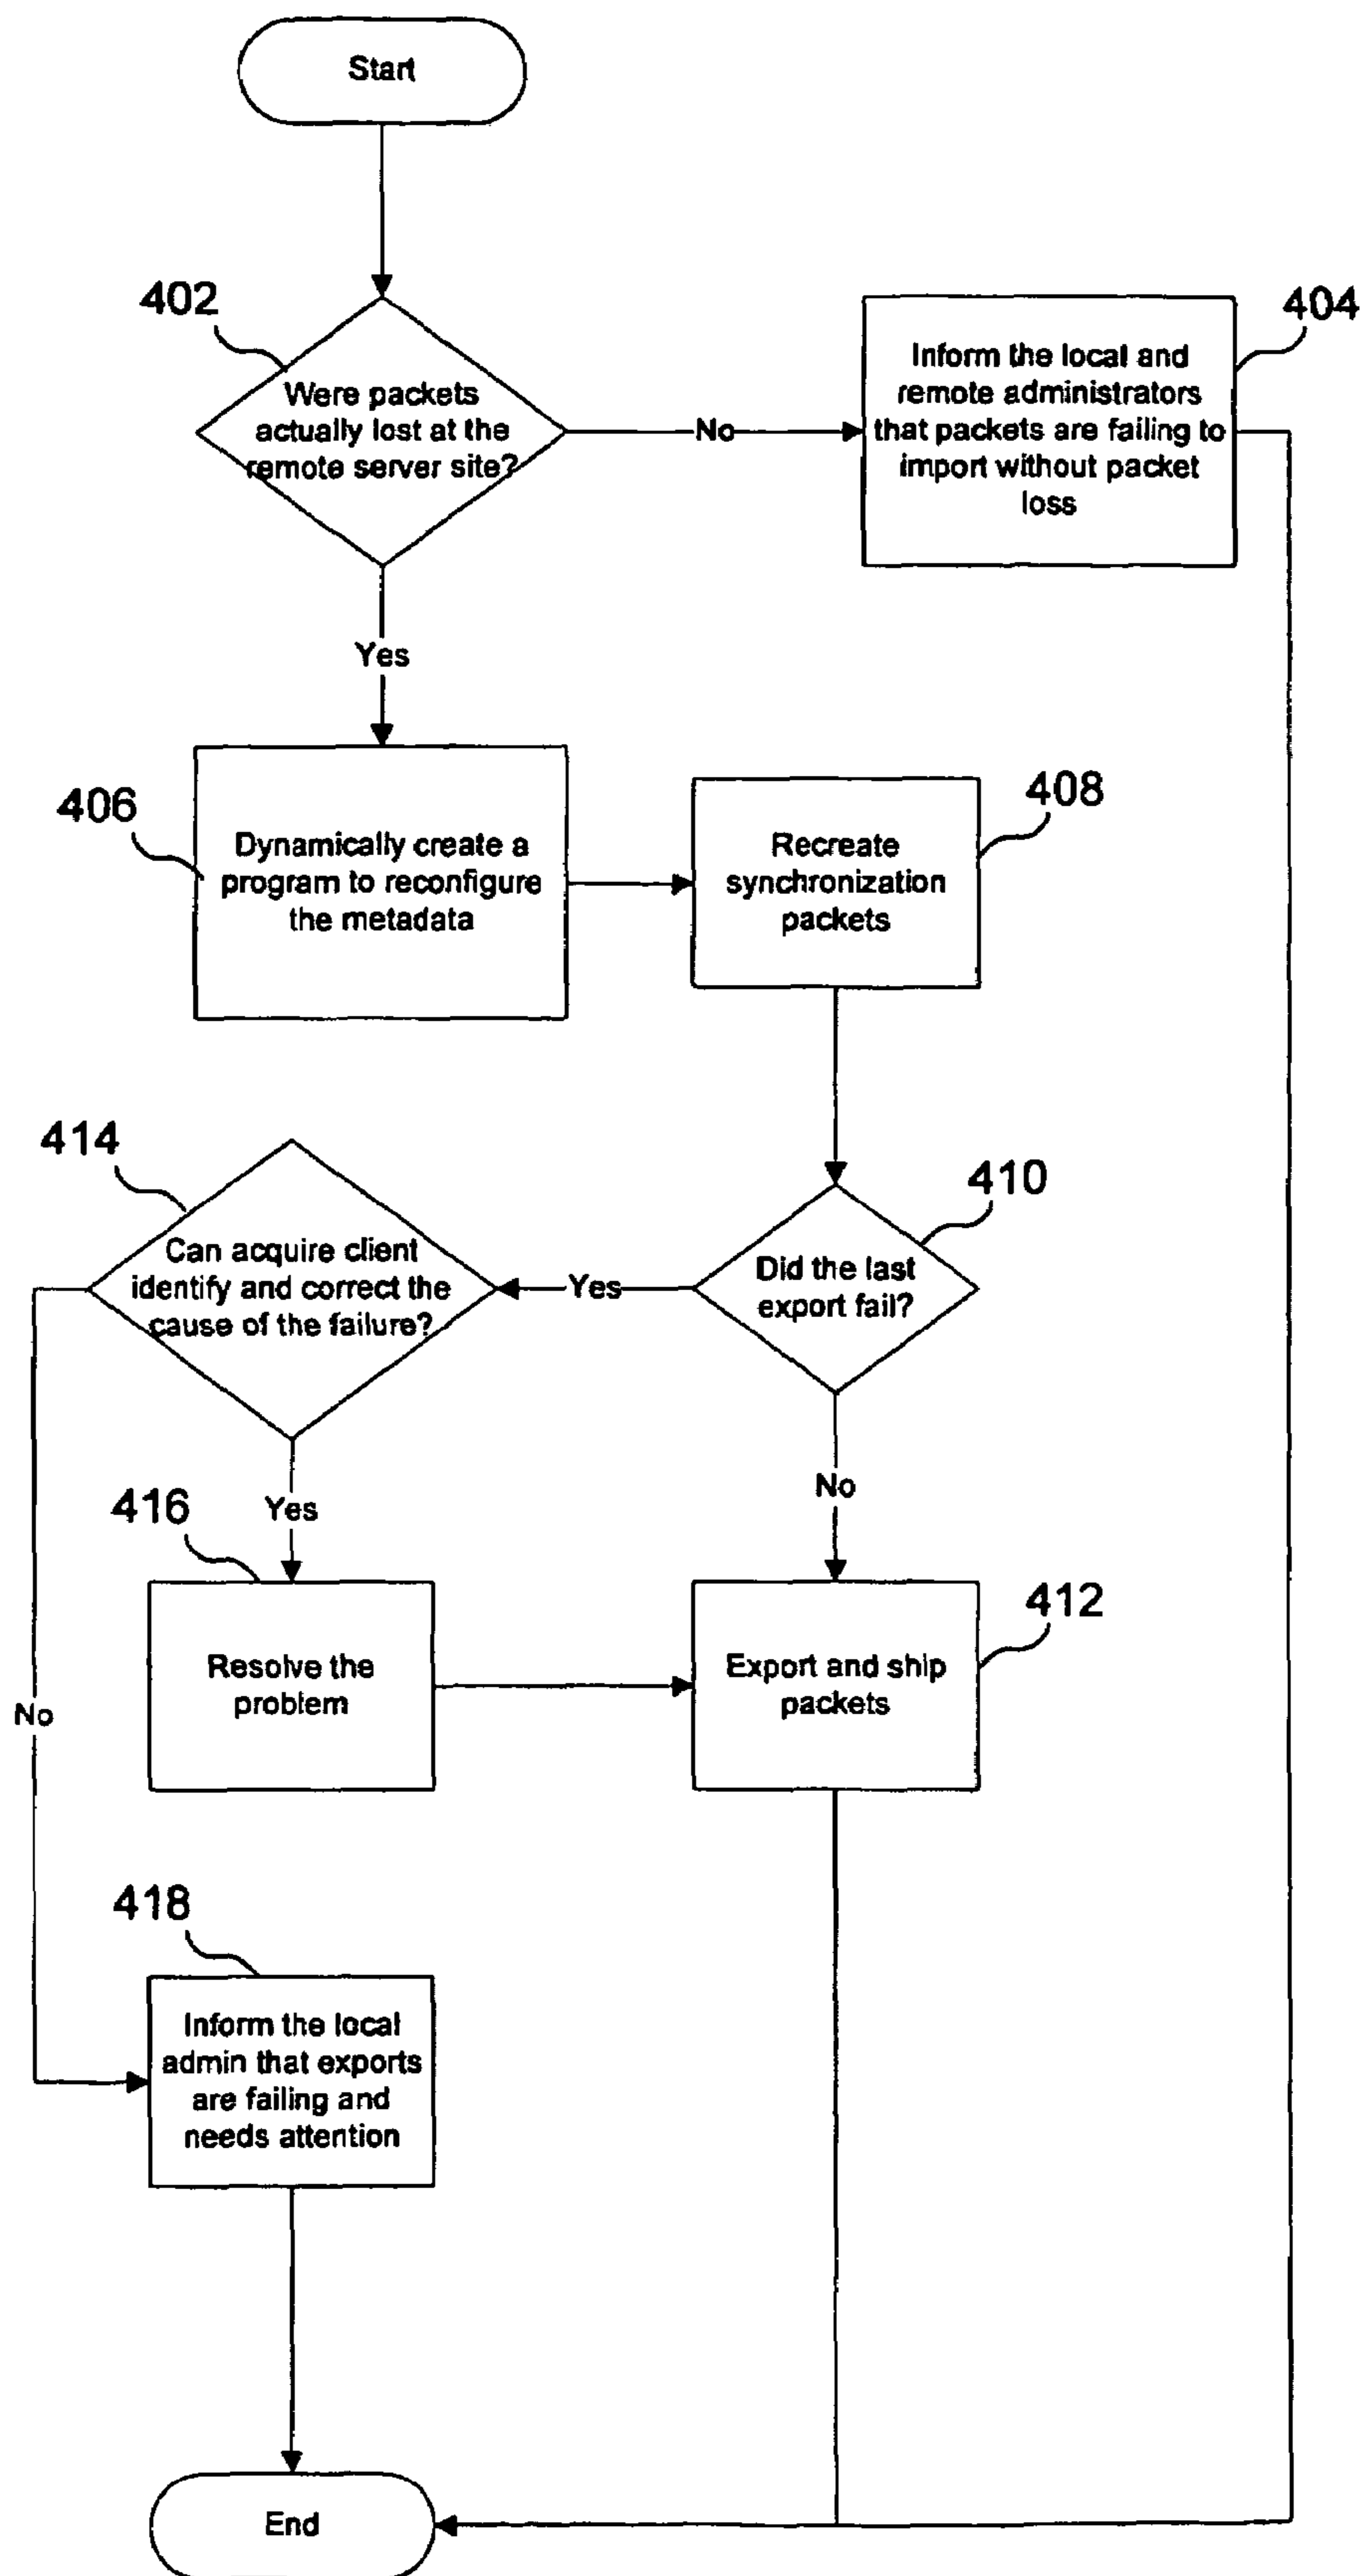 Start
402
Were packets
actually lost at the
remote server site?
No
404
Inform the local and
remote administrators
that packets are failing to
import without packet
loss
Yes
406
Dynamically create a
program to reconfigure
the metadata
408
Recreate
synchronization
packets
414
Can acquire client
identify and correct the
cause of the failure?
Yes
410
Did the last
export fail?
No
Yes
416
Resolve the
problem
412
Export and ship
packets
No
418
Inform the local
admin that exports
are failing and
needs attention
End